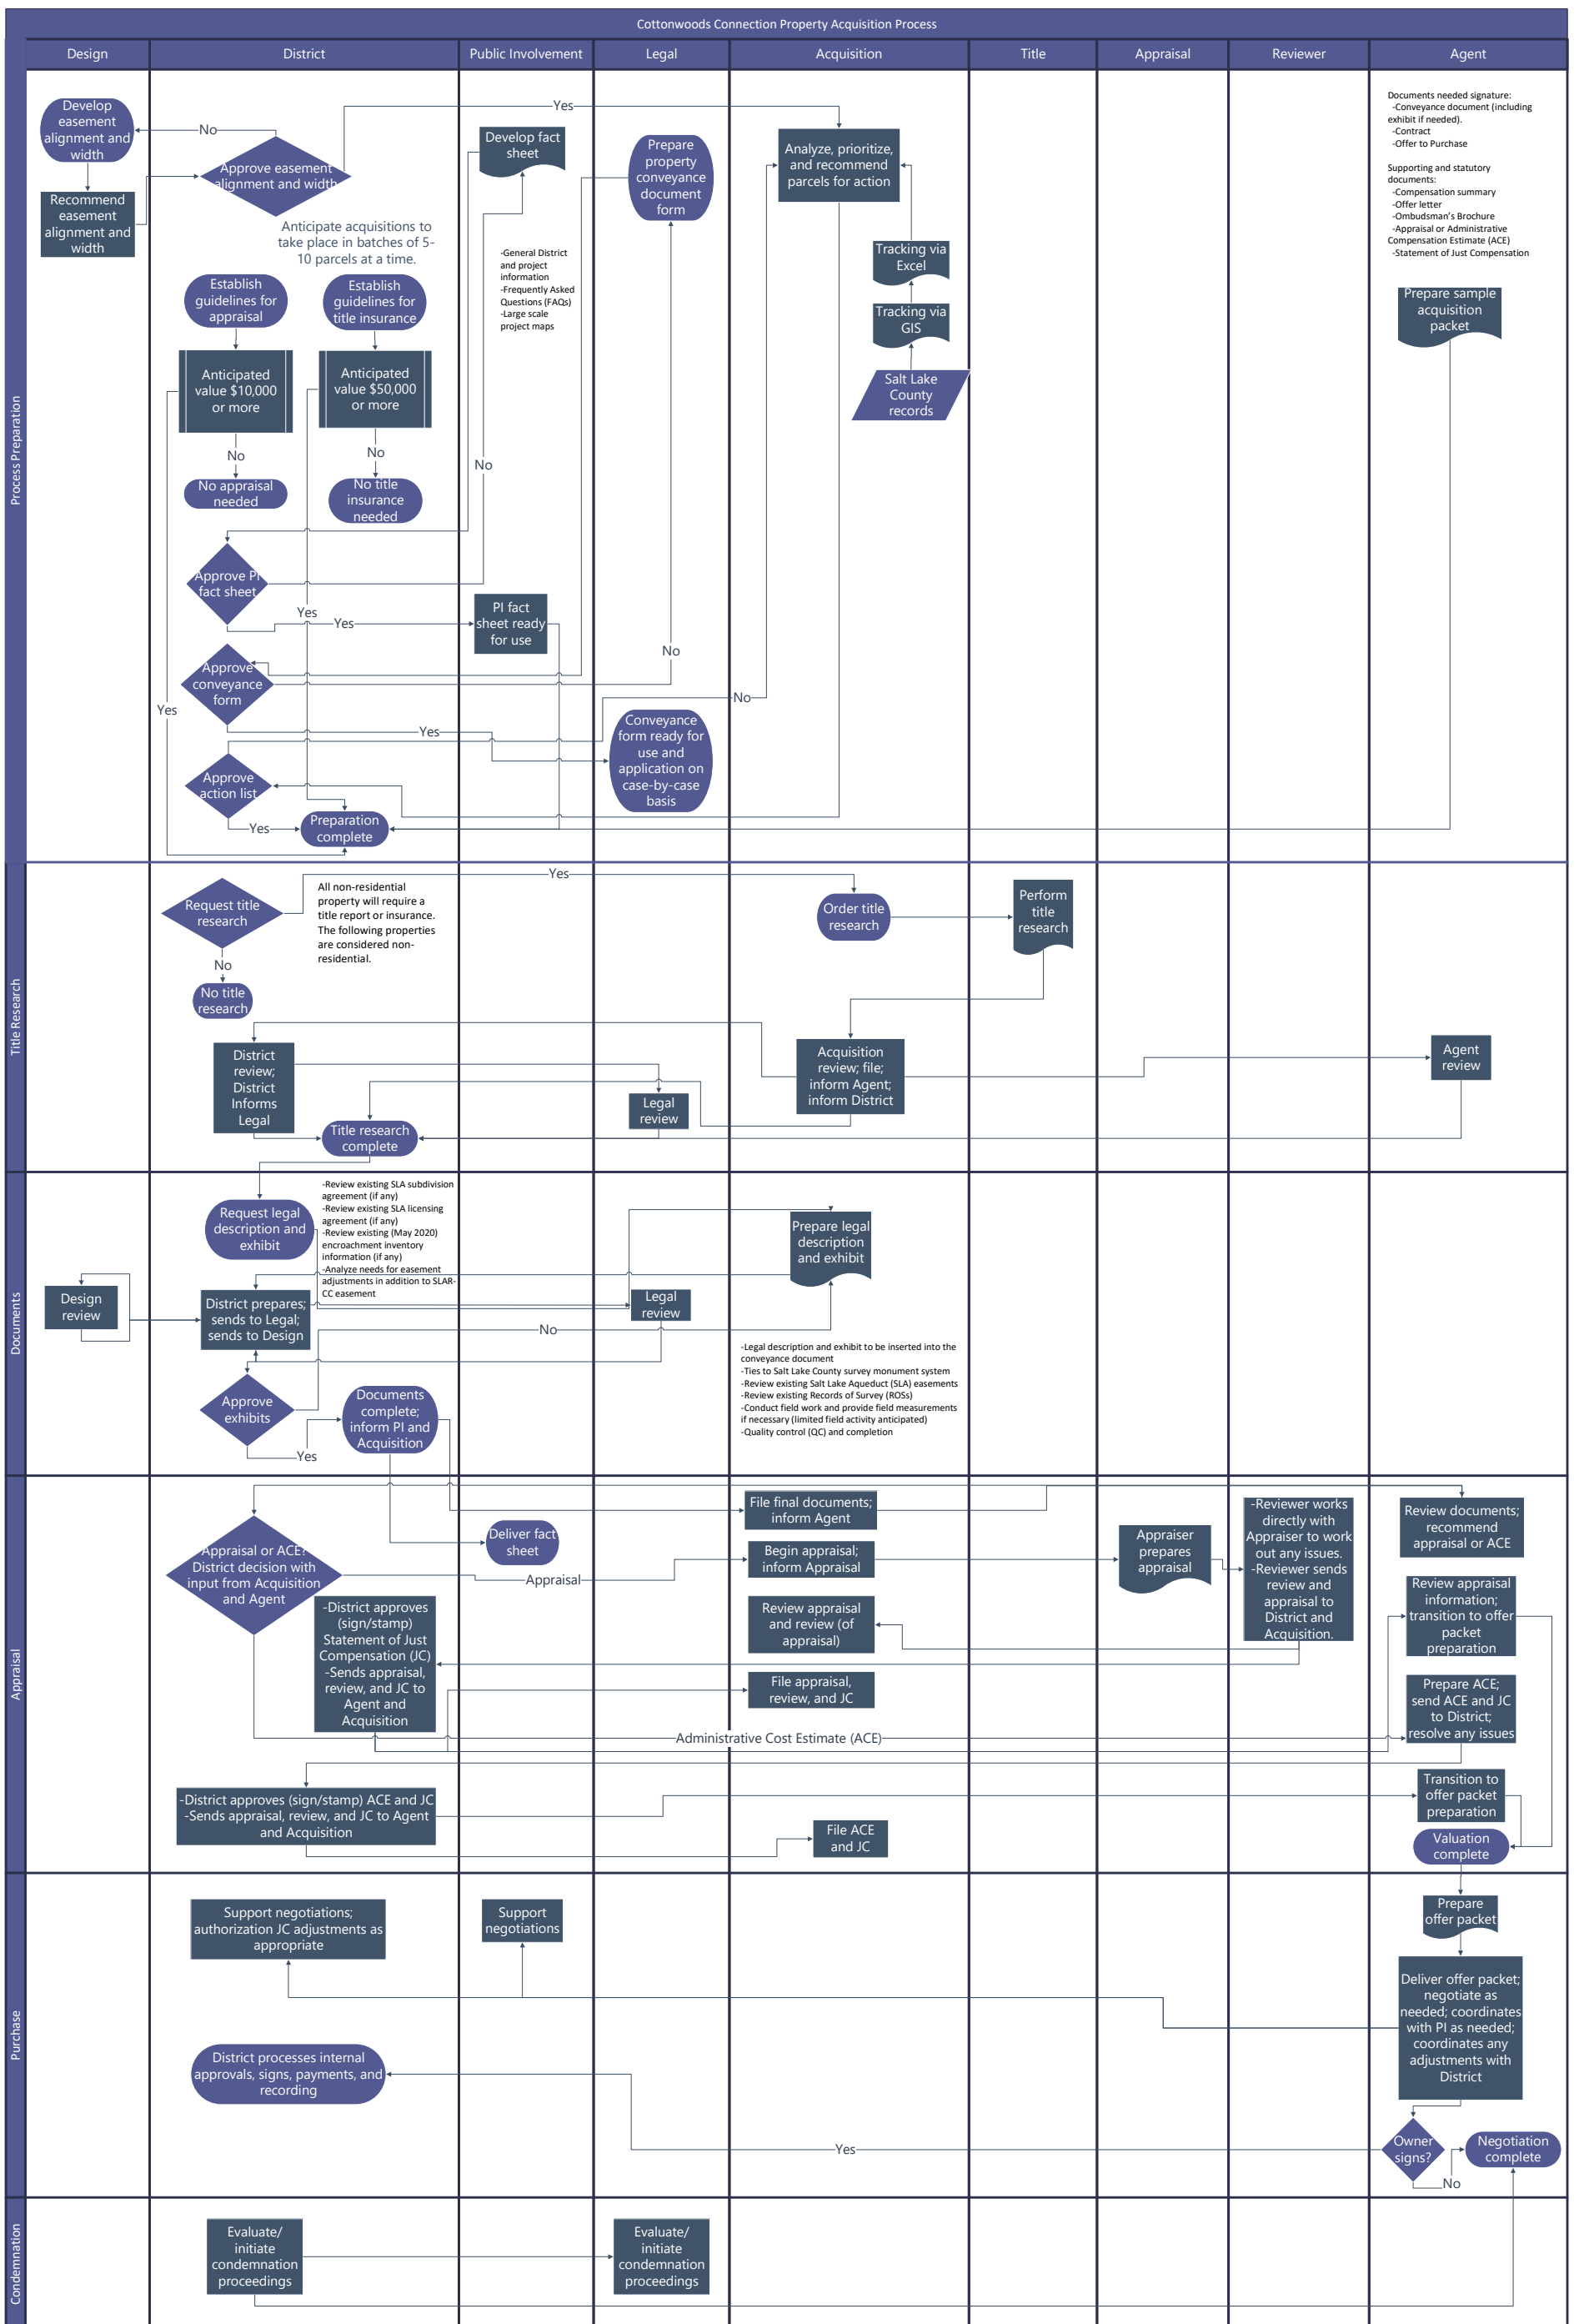 Cottonwoods Connection Property Acquisition Process
Design
District
Public Involvement
Legal
Acquisition
Title
Appraisal
Reviewer
Agent
Process Preparation
Develop
easement
alignment and
width
Recommend
easement
alignment and
width
No
Yes
Approve easement
alignment and width
Anticipate acquisitions to
take place in batches of 5-
10 parcels at a time.
Establish
guidelines for
appraisal
Establish
guidelines for
title insurance
Anticipated
value $10,000
or more
Anticipated
value $50,000
or more
No
No
No appraisal
needed
No title
insurance
needed
Approve PI
fact sheet
Yes
Yes
Approve
conveyance
form
Yes
Yes
Approve
action list
Yes
Preparation
complete
Develop fact
sheet
-General District
and project
information
-Frequently Asked
Questions (FAQs)
-Large scale
project maps
No
PI fact
sheet ready
for use
Prepare
property
conveyance
document
form
No
Conveyance
form ready for
use and
application on
case-by-case
basis
No
Analyze, prioritize,
and recommend
parcels for action
Tracking via
Excel
Tracking via
GIS
Salt Lake
County
records
Documents needed signature:
-Conveyance document (including
exhibit if needed).
-Contract
-Offer to Purchase
Supporting and statutory
documents:
-Compensation summary
-Offer letter
-Ombudsman's Brochure
-Appraisal or Administrative
Compensation Estimate (ACE)
-Statement of Just Compensation
Prepare sample
acquisition
packet
Title Research
Request title
research
Yes
All non-residential
property will require a
title report or insurance.
The following properties
are considered non-
residential.
No
No title
research
Order title
research
Perform
title
research
District
review;
District
Informs
Legal
Legal
review
Acquisition
review; file;
inform Agent;
inform District
Agent
review
Title research
complete
Documents
Request legal
description and
exhibit
-Review existing SLA subdivision
agreement (if any)
-Review existing SLA licensing
agreement (if any)
-Review existing (May 2020)
encroachment inventory
information (if any)
-Analyze needs for easement
adjustments in addition to SLAR-
CC easement
Prepare legal
description
and exhibit
Design
review
District prepares;
sends to Legal;
sends to Design
Legal
review
No
-Legal description and exhibit to be inserted into the
conveyance document
-Ties to Salt Lake County survey monument system
-Review existing Salt Lake Aqueduct (SLA) easements
-Review existing Records of Survey (ROSs)
-Conduct field work and provide field measurements
if necessary (limited field activity anticipated)
-Quality control (QC) and completion
Approve
exhibits
Yes
Documents
complete;
inform PI and
Acquisition
Appraisal
Appraisal or ACE?
District decision with
input from Acquisition
and Agent
Deliver fact
sheet
Appraisal
File final documents;
inform Agent
Begin appraisal;
inform Appraisal
Appraiser
prepares
appraisal
-Reviewer works
directly with
Appraiser to work
out any issues.
-Reviewer sends
review and
appraisal to
District and
Acquisition.
Review documents;
recommend
appraisal or ACE
-District approves
(sign/stamp)
Statement of Just
Compensation (JC)
-Sends appraisal,
review, and JC to
Agent and
Acquisition
Review appraisal
and review (of
appraisal)
Review appraisal
information;
transition to offer
packet
preparation
File appraisal,
review, and JC
Prepare ACE;
send ACE and JC
to District;
resolve any issues
Administrative Cost Estimate (ACE)
-District approves (sign/stamp) ACE and JC
-Sends appraisal, review, and JC to Agent
and Acquisition
File ACE
and JC
Transition to
offer packet
preparation
Valuation
complete
Purchase
Support negotiations;
authorization JC adjustments as
appropriate
Support
negotiations
Prepare
offer packet
Deliver offer packet;
negotiate as
needed; coordinates
with PI as needed;
coordinates any
adjustments with
District
District processes internal
approvals, signs, payments, and
recording
Yes
Owner
signs?
No
Negotiation
complete
Condemnation
Evaluate/
initiate
condemnation
proceedings
Evaluate/
initiate
condemnation
proceedings